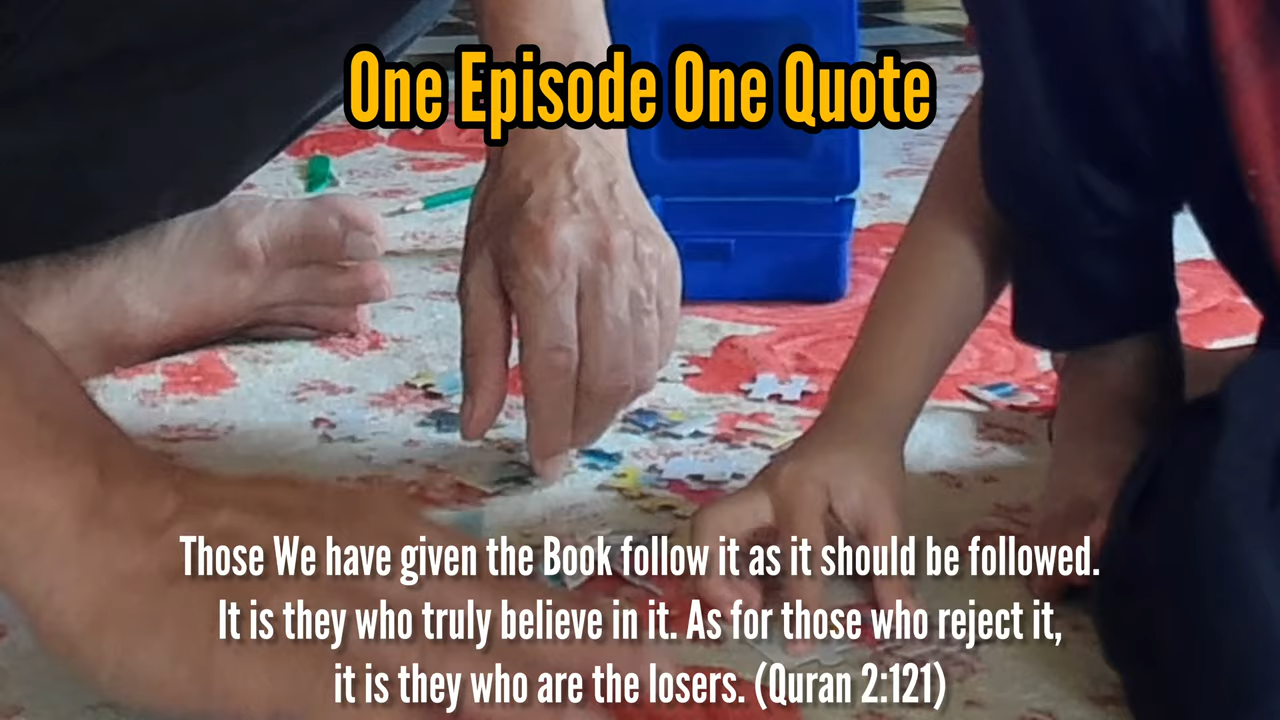 One Episode One Quote
Those We have given the Book follow it as it should be followed.
It is they who truly believe in it. As for those who reject it,
it is they who are the losers. (Quran 2:121)